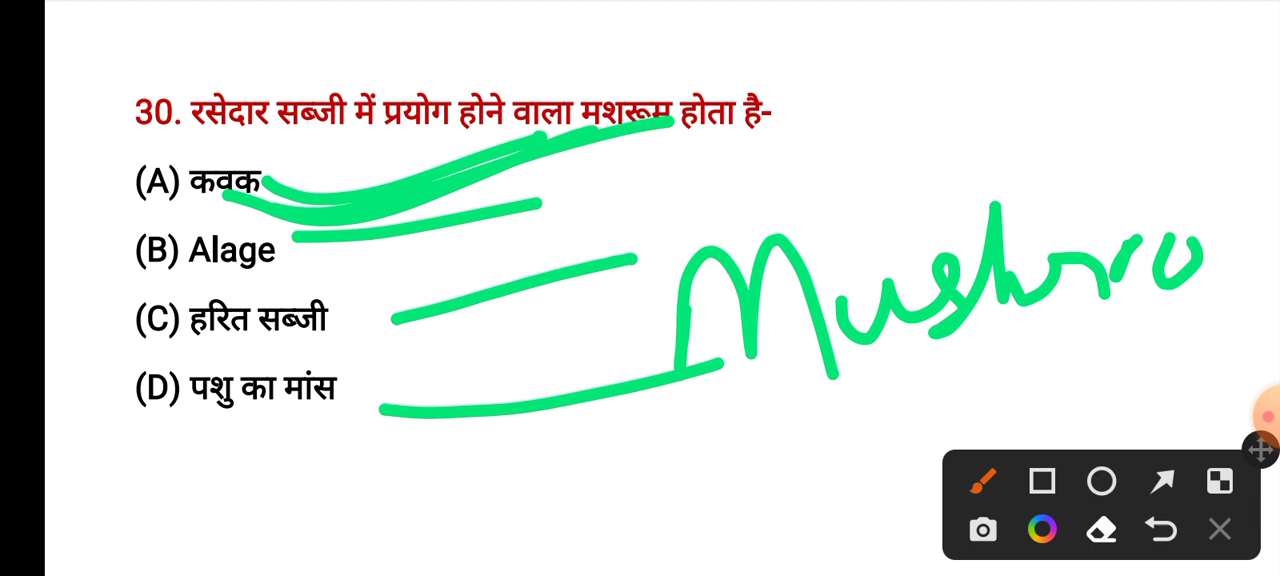 30. रसेदार सब्जी में प्रयोग होने वाला मशरूम होता है-
(A) कवक
(B) Alage
(C) हरित सब्जी
(D) पशु का मांस
Mushro